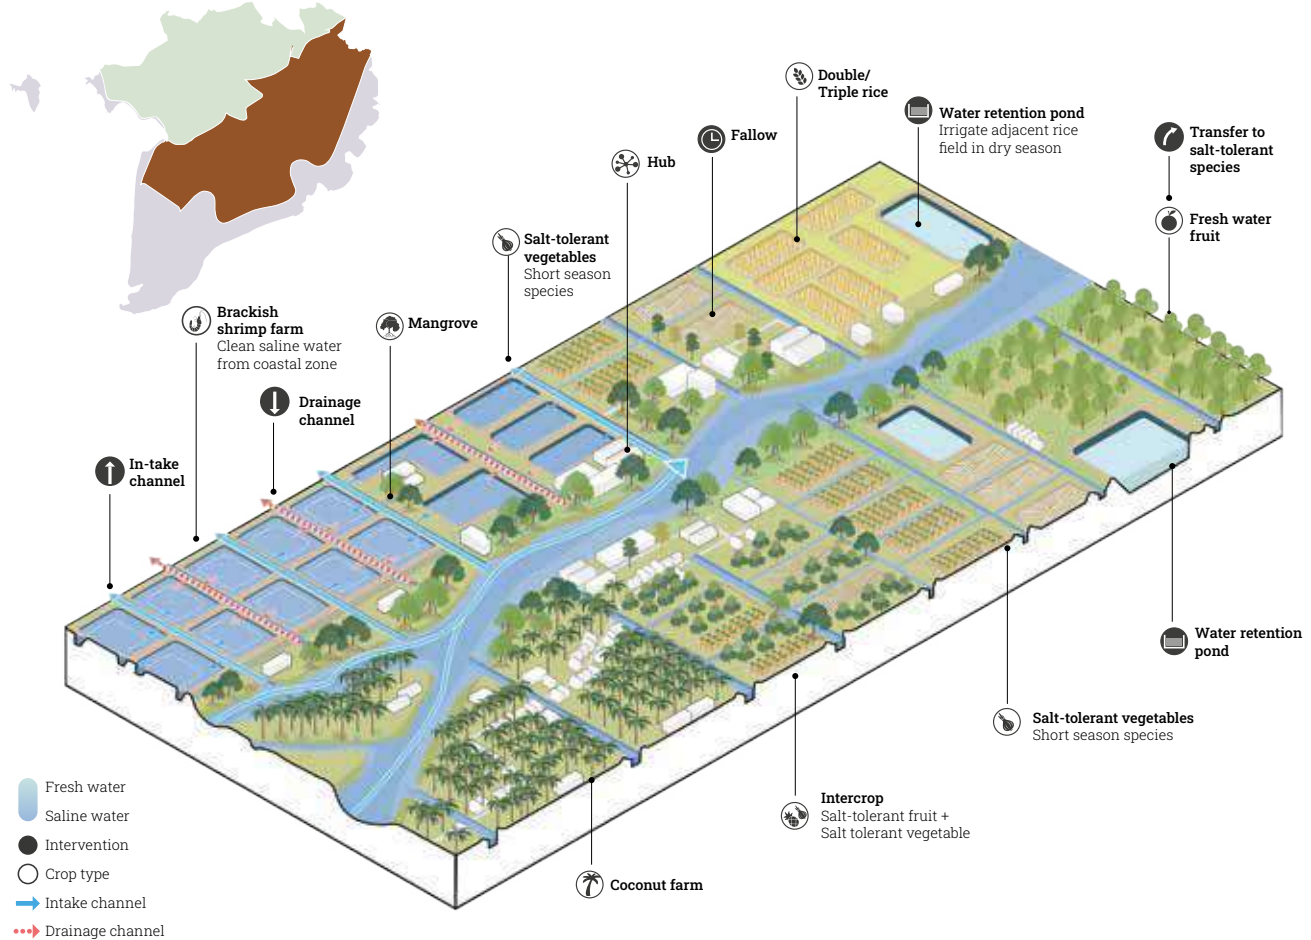 Double/
Triple rice
Water retention pond
Irrigate adjacent rice
field in dry season
Transfer to
salt-tolerant
species
Fallow
Hub
Fresh water
fruit
Salt-tolerant
vegetables
Short season
species
Brackish
shrimp farm
Clean saline water
from coastal zone
Mangrove
Drainage
channel
In-take
channel
Water retention
pond
Salt-tolerant vegetables
Short season species
Intercrop
Salt-tolerant fruit +
Salt tolerant vegetable
Coconut farm
Fresh water
Saline water
Intervention
Crop type
Intake channel
Drainage channel